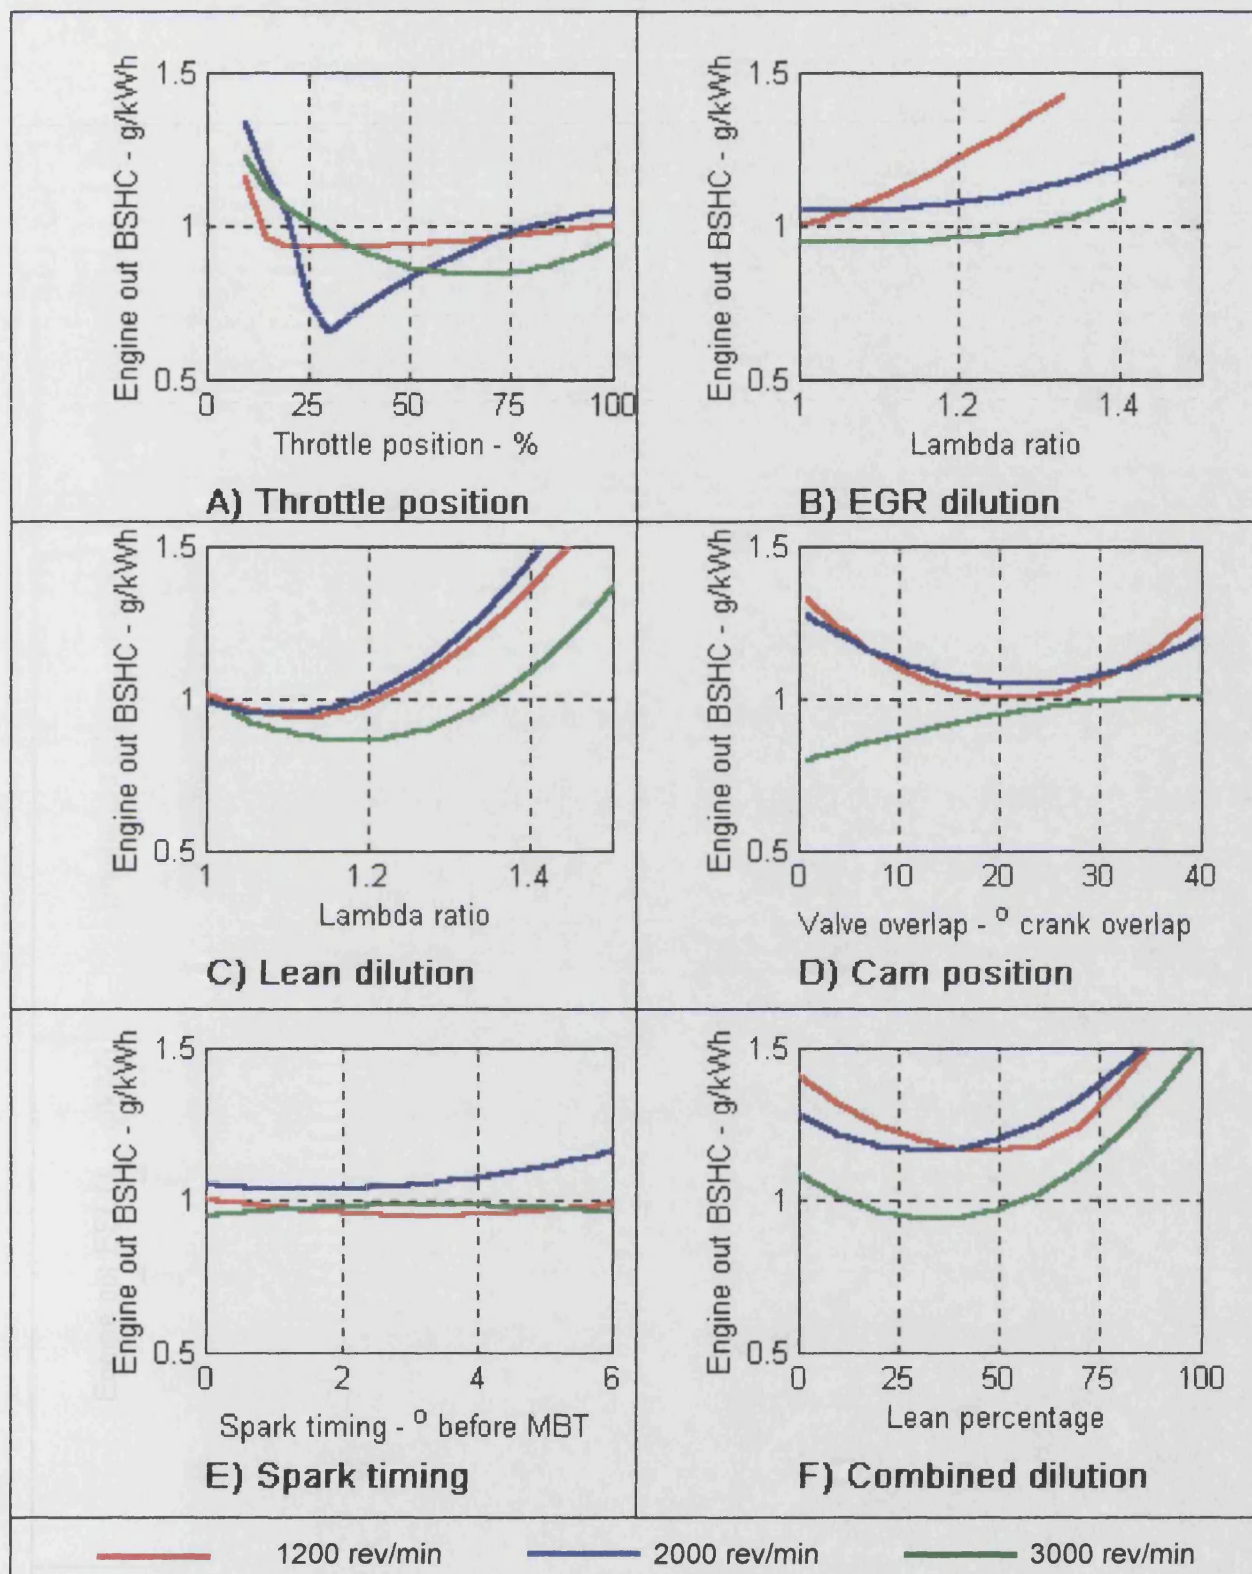 Engine out BSHC - g/kWh
1.5
1
0.5
0 25 50 75 100
Throttle position - %
A) Throttle position
Engine out BSHC - g/kWh
1.5
1
0.5
1 1.2 1.4
Lambda ratio
B) EGR dilution
Engine out BSHC - g/kWh
1.5
1
0.5
1 1.2 1.4
Lambda ratio
C) Lean dilution
Engine out BSHC - g/kWh
1.5
1
0.5
0 10 20 30 40
Valve overlap - ° crank overlap
D) Cam position
Engine out BSHC - g/kWh
1.5
1
0.5
0 2 4 6
Spark timing - ° before MBT
E) Spark timing
Engine out BSHC - g/kWh
1.5
1
0.5
0 25 50 75 100
Lean percentage
F) Combined dilution
1200 rev/min 2000 rev/min 3000 rev/min